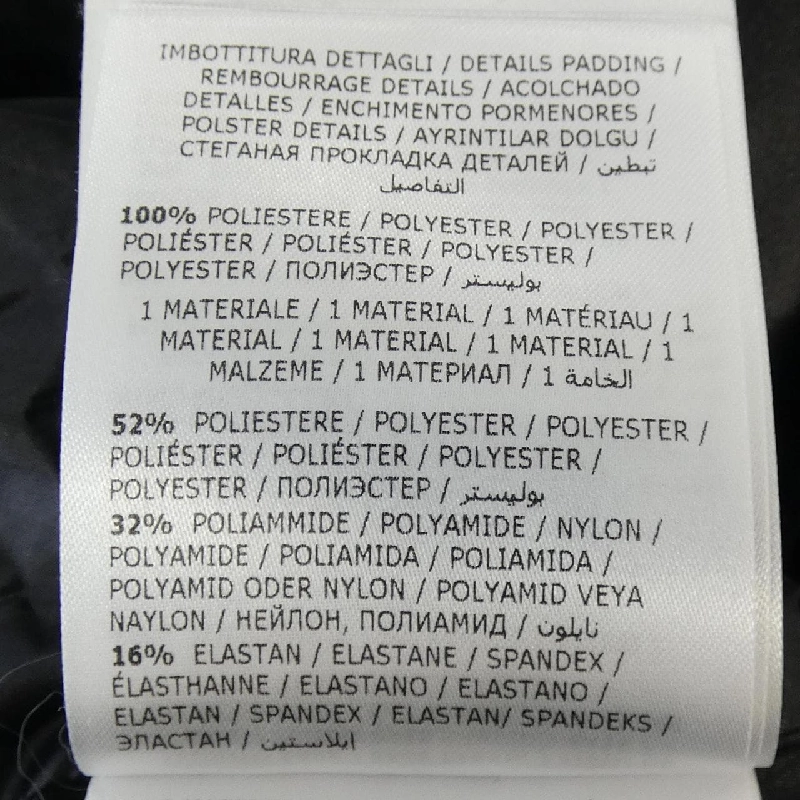 IMBOTTITURA DETTAGLI / DETAILS PADDING /
REMBOURRAGE DETAILS / ACOLCHADO
DETALLES / ENCHIMENTO PORMENORES /
POLSTER DETAILS / AYRINTILAR DOLGU /
СТЕГАНАЯ ПРОКЛАДКА ДЕТАЛЕЙ / تبطين
التفاصيل
100% POLIESTERE / POLYESTER / POLYESTER /
POLIÉSTER / POLIÉSTER / POLYESTER /
POLYESTER / ПОЛИЭСТЕР / بوليستر
1 MATERIALE / 1 MATERIAL / 1 MATÉRIAU / 1
MATERIAL / 1 MATERIAL / 1 MATERIAL / 1
MALZEME / 1 МАТЕРИАЛ / 1 الخامة
52% POLIESTERE / POLYESTER / POLYESTER /
POLIÉSTER / POLIÉSTER / POLYESTER /
POLYESTER / ПОЛИЭСТЕР / بوليستر
32% POLIAMMIDE / POLYAMIDE / NYLON /
POLYAMIDE / POLIAMIDA / POLIAMIDA /
POLYAMID ODER NYLON / POLYAMID VEYA
NAYLON / НЕЙЛОН, ПОЛИАМИД / نايلون
16% ELASTAN / ELASTANE / SPANDEX /
ÉLASTHANNE / ELASTANO / ELASTANO /
ELASTAN / SPANDEX / ELASTAN/ SPANDEKS /
ЭЛАСТАН / ايلاستين